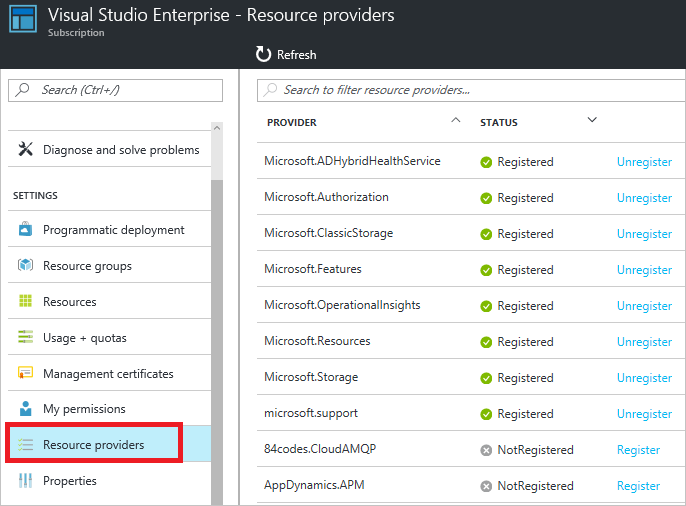 Visual Studio Enterprise - Resource providers
Subscription
Refresh
Search (Ctrl+/)
Diagnose and solve problems
SETTINGS
Programmatic deployment
Resource groups
Resources
Usage + quotas
Management certificates
My permissions
Resource providers
Properties
Search to filter resource providers...
PROVIDER STATUS
Microsoft.ADHybridHealthService Registered Unregister
Microsoft.Authorization Registered Unregister
Microsoft.ClassicStorage Registered Unregister
Microsoft.Features Registered Unregister
Microsoft.OperationalInsights Registered Unregister
Microsoft.Resources Registered Unregister
Microsoft.Storage Registered Unregister
microsoft.support Registered Unregister
84codes.CloudAMQP NotRegistered Register
AppDynamics.APM NotRegistered Register